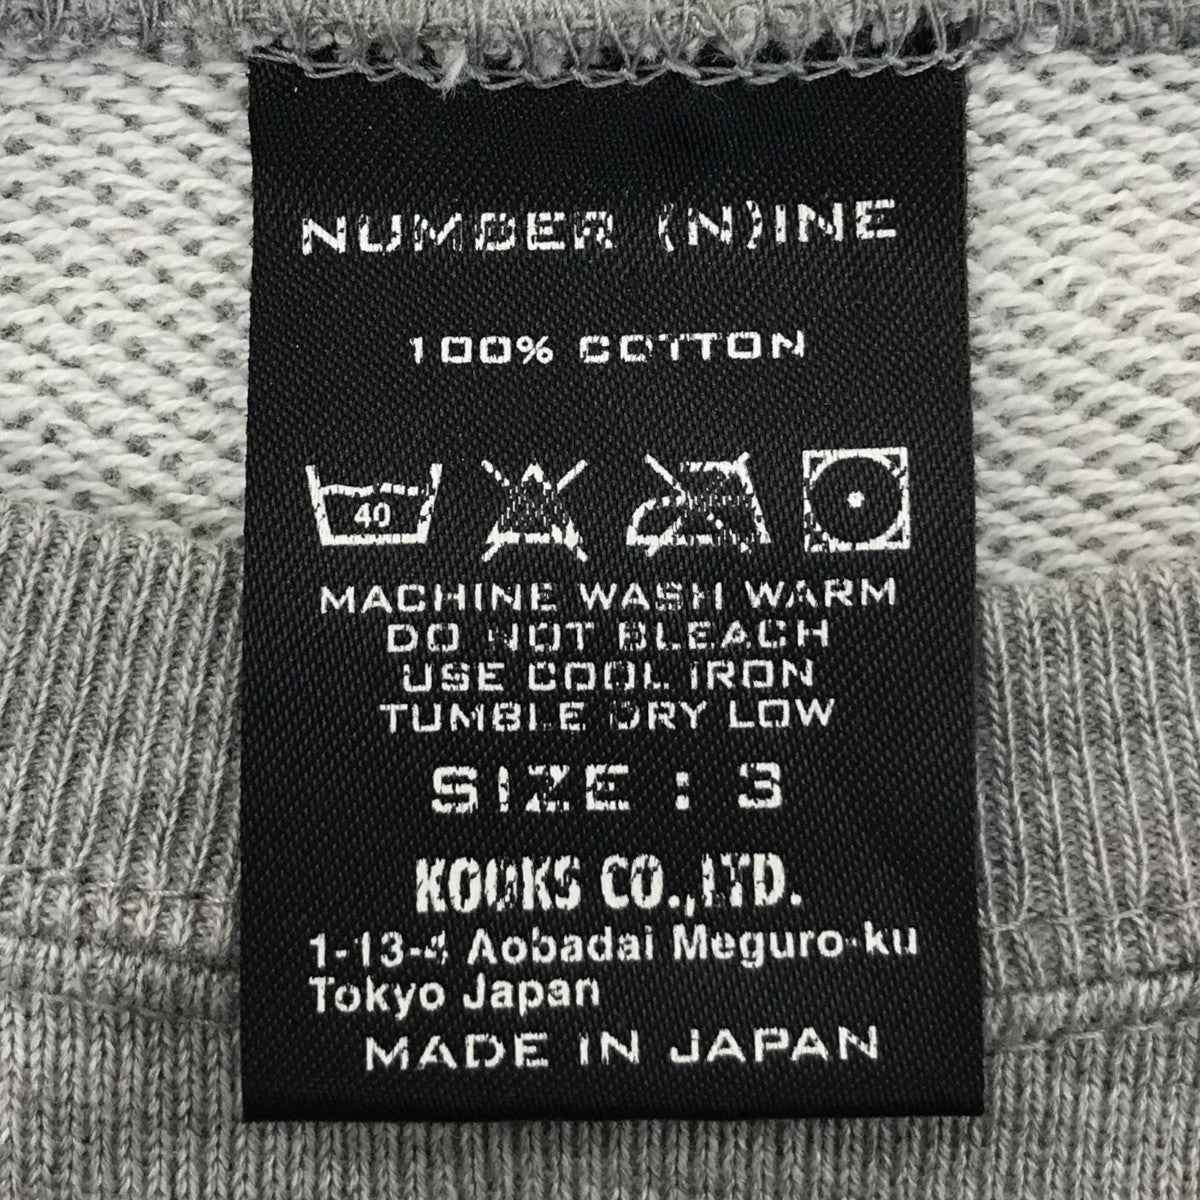 NUMBER (N)INE
100% COTTON
40
MACHINE WASH WARM
DO NOT BLEACH
USE COOL IRON
TUMBLE DRY LOW
SIZE : 3
KOOKS CO.,LTD.
1-13-4 Aobadai Meguro-ku
Tokyo Japan
MADE IN JAPAN